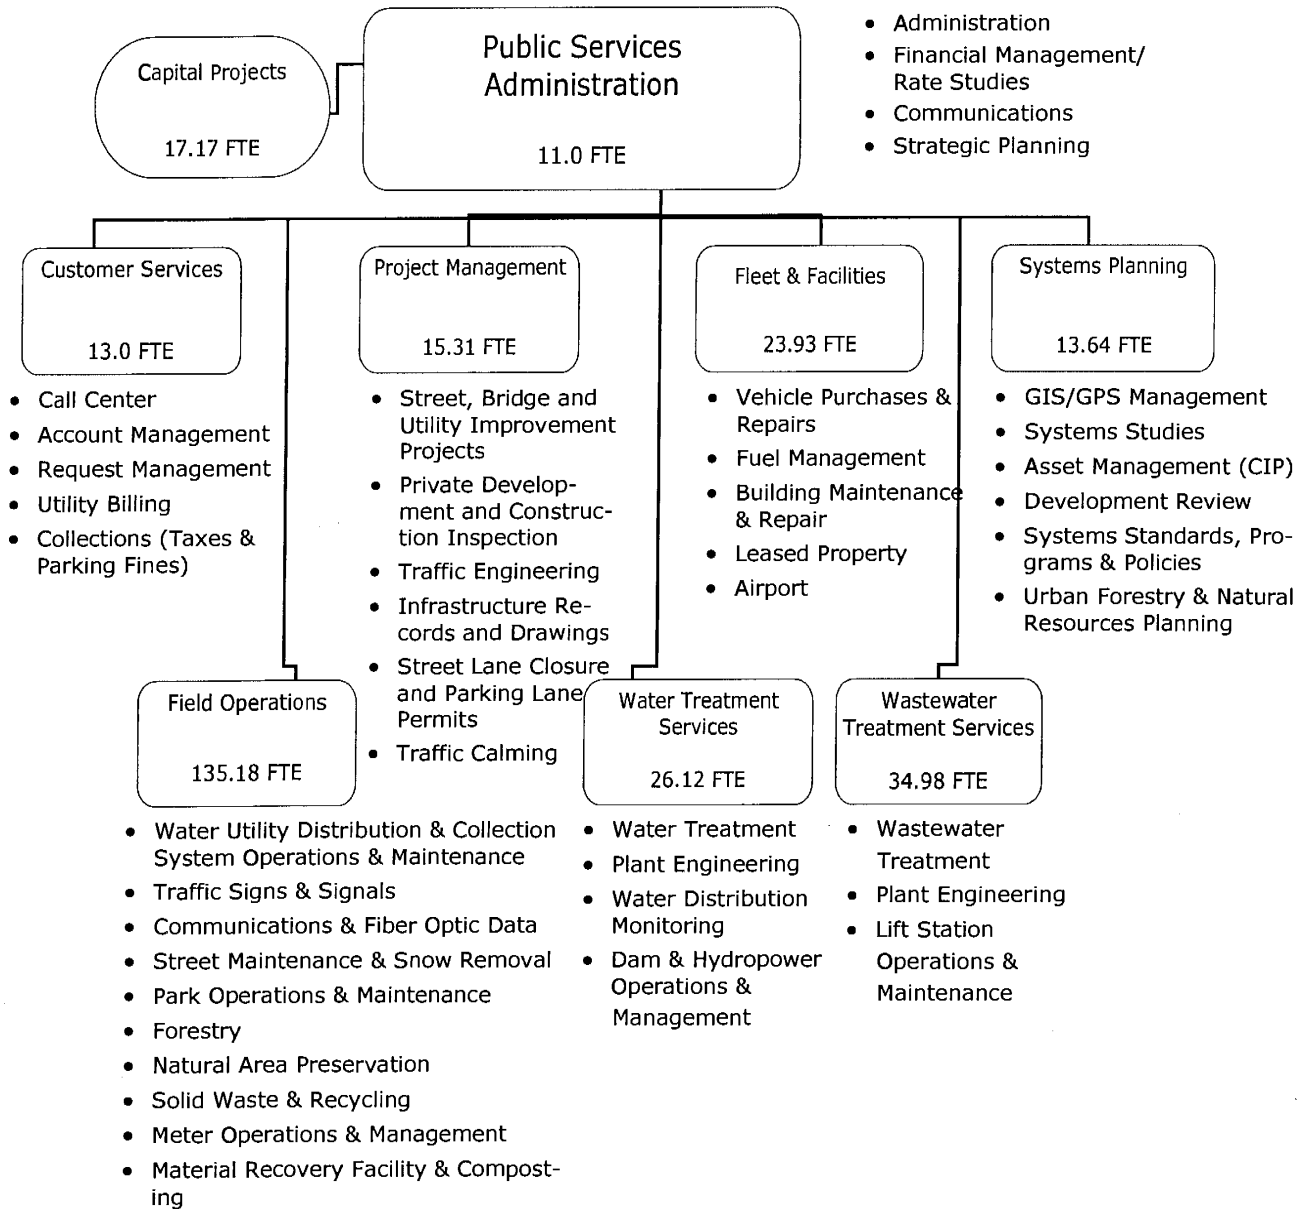 Capital Projects
17.17 FTE
Public Services
Administration
11.0 FTE
• Administration
• Financial Management/
Rate Studies
• Communications
• Strategic Planning
Customer Services
13.0 FTE
• Call Center
• Account Management
• Request Management
• Utility Billing
• Collections (Taxes &
Parking Fines)
Project Management
15.31 FTE
• Street, Bridge and
Utility Improvement
Projects
• Private Develop-
ment and Construc-
tion Inspection
• Traffic Engineering
• Infrastructure Re-
cords and Drawings
• Street Lane Closure
and Parking Lane
Permits
• Traffic Calming
Fleet & Facilities
23.93 FTE
• Vehicle Purchases &
Repairs
• Fuel Management
• Building Maintenance
& Repair
• Leased Property
• Airport
Systems Planning
13.64 FTE
• GIS/GPS Management
• Systems Studies
• Asset Management (CIP)
• Development Review
• Systems Standards, Pro-
grams & Policies
• Urban Forestry & Natural
Resources Planning
Field Operations
135.18 FTE
• Water Utility Distribution & Collection
System Operations & Maintenance
• Traffic Signs & Signals
• Communications & Fiber Optic Data
• Street Maintenance & Snow Removal
• Park Operations & Maintenance
• Forestry
• Natural Area Preservation
• Solid Waste & Recycling
• Meter Operations & Management
• Material Recovery Facility & Compost-
ing
Water Treatment
Services
26.12 FTE
• Water Treatment
• Plant Engineering
• Water Distribution
Monitoring
• Dam & Hydropower
Operations &
Management
Wastewater
Treatment Services
34.98 FTE
• Wastewater
Treatment
• Plant Engineering
• Lift Station
Operations &
Maintenance